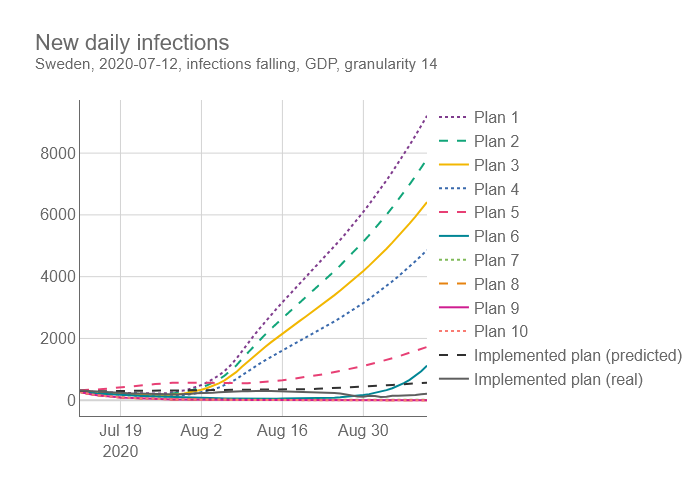 New daily infections
Sweden, 2020-07-12, infections falling, GDP, granularity 14
8000
6000
4000
2000
0
Jul 19
2020
Aug 2
Aug 16
Aug 30
Plan 1
Plan 2
Plan 3
Plan 4
Plan 5
Plan 6
Plan 7
Plan 8
Plan 9
Plan 10
Implemented plan (predicted)
Implemented plan (real)